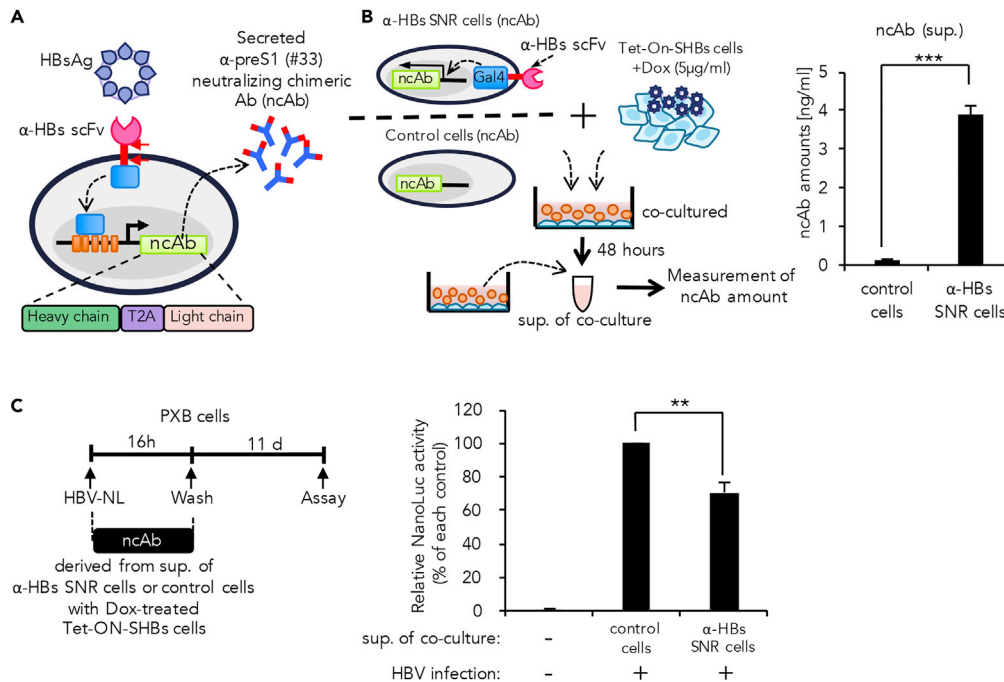 A
HBsAg
α-HBs scFv
Secreted
α-preS1 (#33)
neutralizing chimeric
Ab (ncAb)
ncAb
Heavy chain
T2A
Light chain
B
α-HBs SNR cells (ncAb)
α-HBs scFv
ncAb
Gal4
Control cells (ncAb)
ncAb
Tet-On-SHBs cells
+Dox (5μg/ml)
co-cultured
48 hours
sup. of co-culture
Measurement of
ncAb amount
ncAb (sup.)
***
ncAb amounts [ng/ml]
5
4
3
2
1
0
control
cells
α-HBs
SNR cells
C
PXB cells
16h
11 d
HBV-NL
Wash
Assay
ncAb
derived from sup. of
α-HBs SNR cells or control cells
with Dox-treated
Tet-ON-SHBs cells
Relative NanoLuc activity
(% of each control)
120
100
80
60
40
20
0
**
sup. of co-culture:
-
control
cells
α-HBs
SNR cells
HBV infection:
-
+
+